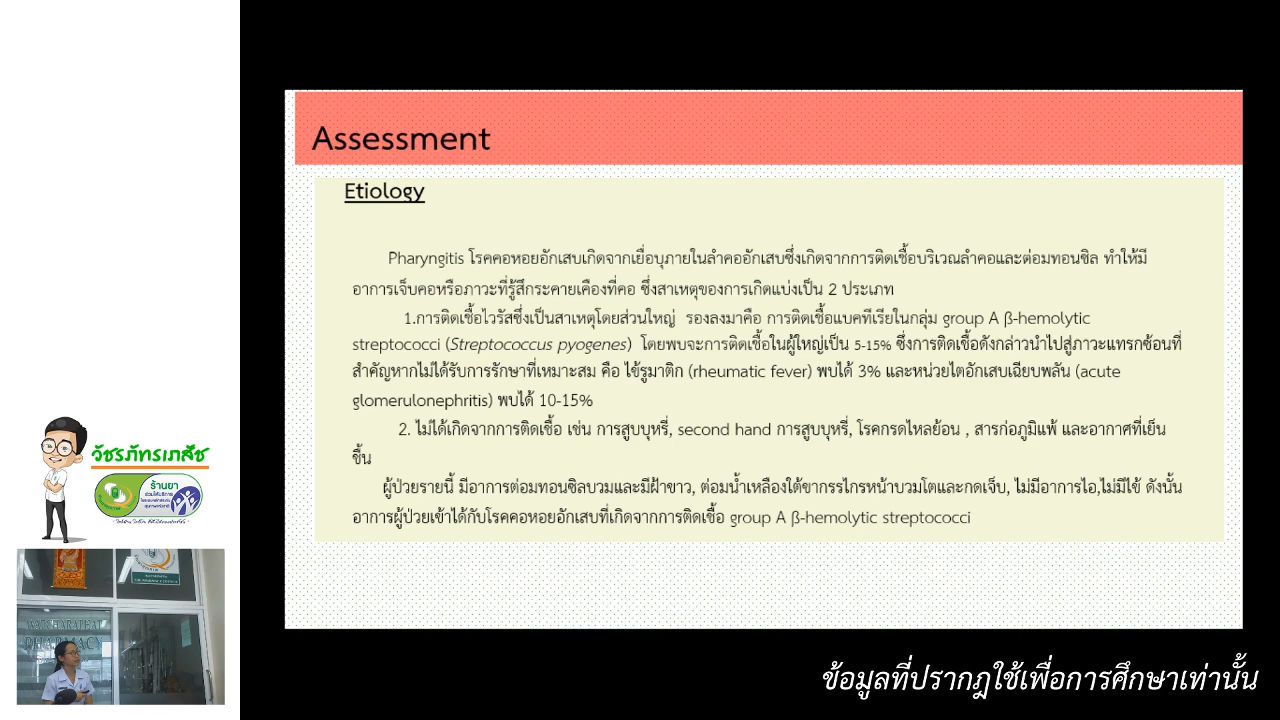 Assessment
Etiology
Pharyngitis โรคคอหอยอักเสบเกิดจากเยื่อบุภายในลำคออักเสบซึ่งเกิดจากการติดเชื้อบริเวณลำคอและต่อมทอนซิล ทำให้มี
อาการเจ็บคอหรือภาวะที่รู้สึกระคายเคืองที่คอ ซึ่งสาเหตุของการเกิดแบ่งเป็น 2 ประเภท
1.การติดเชื้อไวรัสซึ่งเป็นสาเหตุโดยส่วนใหญ่ รองลงมาคือ การติดเชื้อแบคทีเรียในกลุ่ม group A β-hemolytic
streptococci (Streptococcus pyogenes) โดยพบจะการติดเชื้อในผู้ใหญ่เป็น 5-15% ซึ่งการติดเชื้อดังกล่าวนำไปสู่ภาวะแทรกซ้อนที่
สำคัญหากไม่ได้รับการรักษาที่เหมาะสม คือ ไข้รูมาติก (rheumatic fever) พบได้ 3% และหน่วยไตอักเสบเฉียบพลัน (acute
glomerulonephritis) พบได้ 10-15%
2. ไม่ได้เกิดจากการติดเชื้อ เช่น การสูบบุหรี่, second hand การสูบบุหรี่, โรคกรดไหลย้อน , สารก่อภูมิแพ้ และอากาศที่เย็น
ชื้น
ผู้ป่วยรายนี้ มีอาการต่อมทอนซิลบวมและมีฝ้าขาว, ต่อมน้ำเหลืองใต้ขากรรไกรหน้าบวมโตและกดเจ็บ, ไม่มีอาการไอ,ไม่มีไข้ ดังนั้น
อาการผู้ป่วยเข้าได้กับโรคคอหอยอักเสบที่เกิดจากการติดเชื้อ group A β-hemolytic streptococci
วัชรภัทรเภสัช
ร้านยา
PHARMACY
ข้อมูลที่ปรากฎใช้เพื่อการศึกษาเท่านั้น